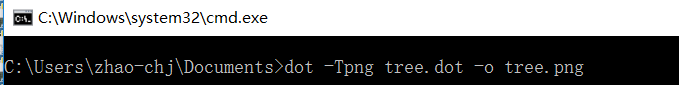 C:\Windows\system32\cmd.exe
C:\Users\zhao-chj\Documents>dot -Tpng tree.dot -o tree.png